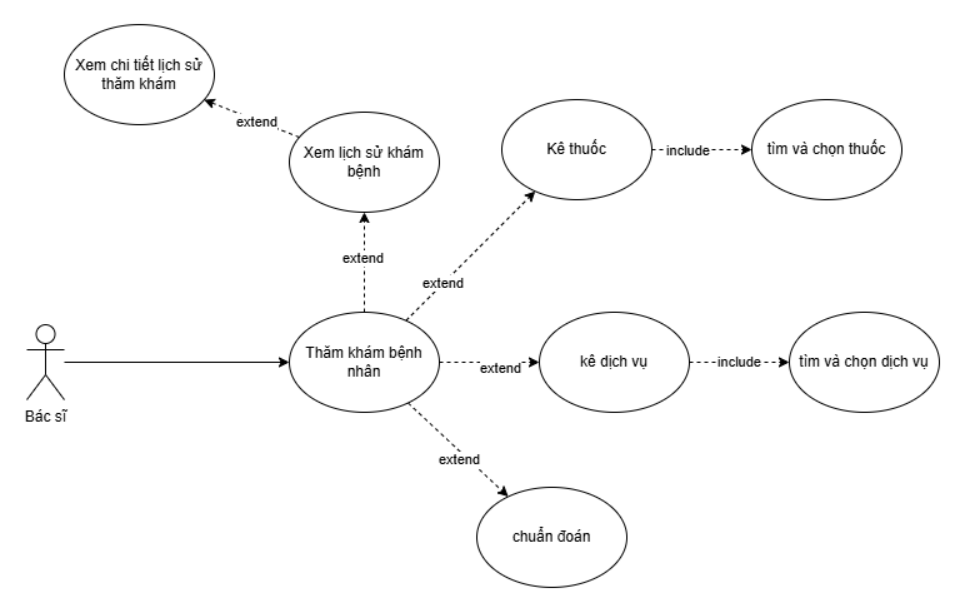 Xem chi tiết lịch sử
thăm khám
extend
Xem lịch sử khám
bệnh
Kê thuốc
include
tìm và chọn thuốc
extend
extend
Thăm khám bệnh
nhân
extend
kê dịch vụ
include
tìm và chọn dịch vụ
Bác sĩ
extend
chuẩn đoán